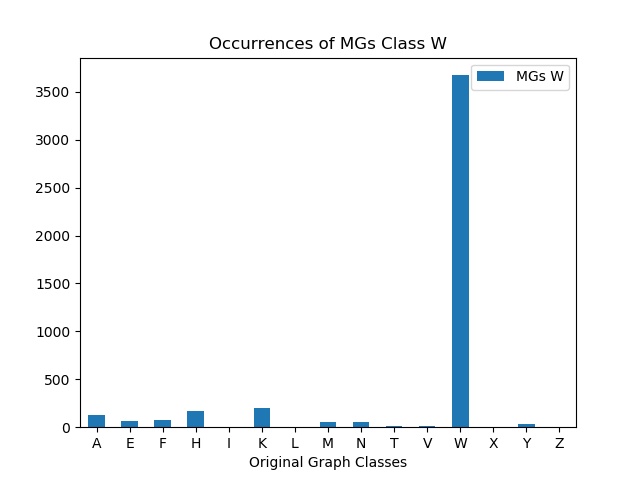 Occurrences of MGs Class W
MGs W
3500
3000
2500
2000
1500
1000
500
0
A E F H I K L M N T V W X Y Z
Original Graph Classes